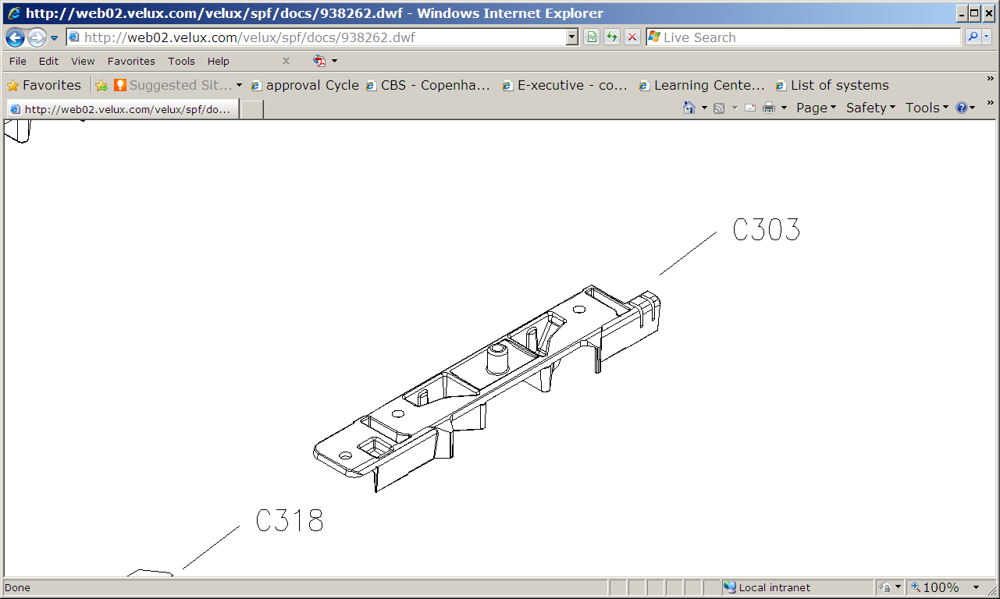 http://web02.velux.com/velux/spf/docs/938262.dwf - Windows Internet Explorer
http://web02.velux.com/velux/spf/docs/938262.dwf Live Search
File Edit View Favorites Tools Help x
Favorites Suggested Sit... approval Cycle CBS - Copenha... E-xecutive - co... Learning Cente... List of systems »
http://web02.velux.com/velux/spf/do... Page Safety Tools »
C303
C318
Done Local intranet 100%